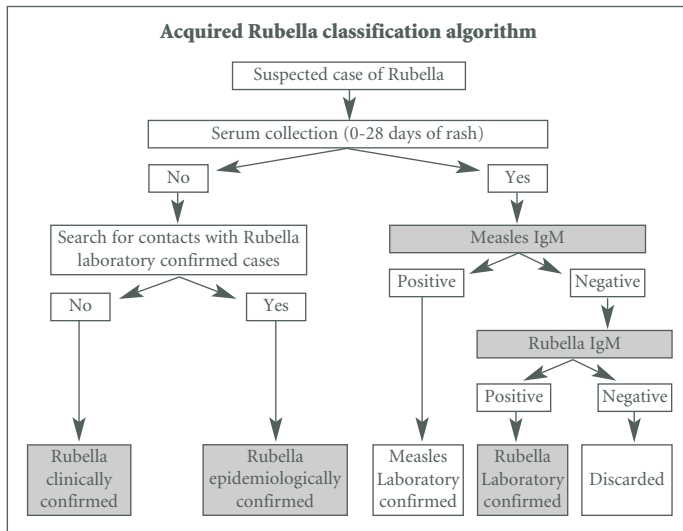 Acquired Rubella classification algorithm
Suspected case of Rubella
Serum collection (0-28 days of rash)
No
Yes
Search for contacts with Rubella
laboratory confirmed cases
Measles IgM
Positive
Negative
No
Yes
Rubella IgM
Positive
Negative
Rubella
clinically
confirmed
Rubella
epidemiologically
confirmed
Measles
Laboratory
confirmed
Rubella
Laboratory
confirmed
Discarded